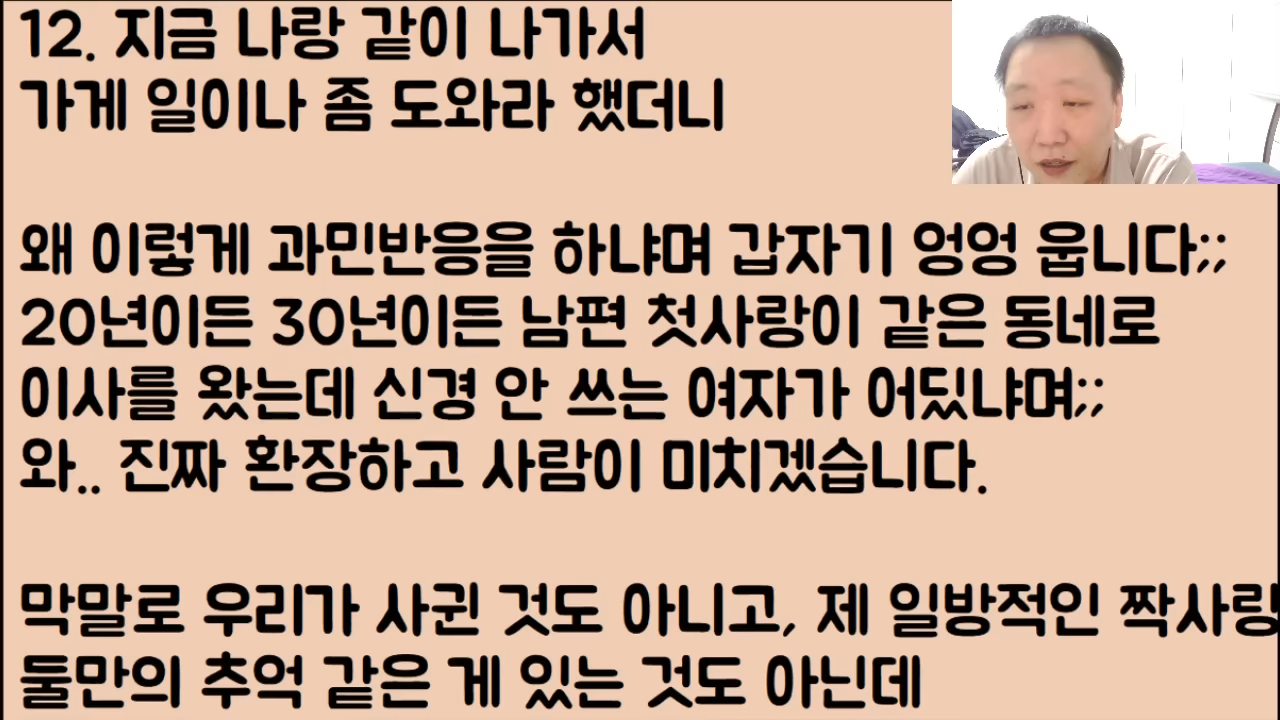 12. 지금 나랑 같이 나가서
가게 일이나 좀 도와라 했더니
왜 이렇게 과민반응을 하냐며 갑자기 엉엉 웁니다;;
20년이든 30년이든 남편 첫사랑이 같은 동네로
이사를 왔는데 신경 안 쓰는 여자가 어딨냐며;;
와.. 진짜 환장하고 사람이 미치겠습니다.
막말로 우리가 사귄 것도 아니고, 제 일방적인 짝사랑
둘만의 추억 같은 게 있는 것도 아닌데